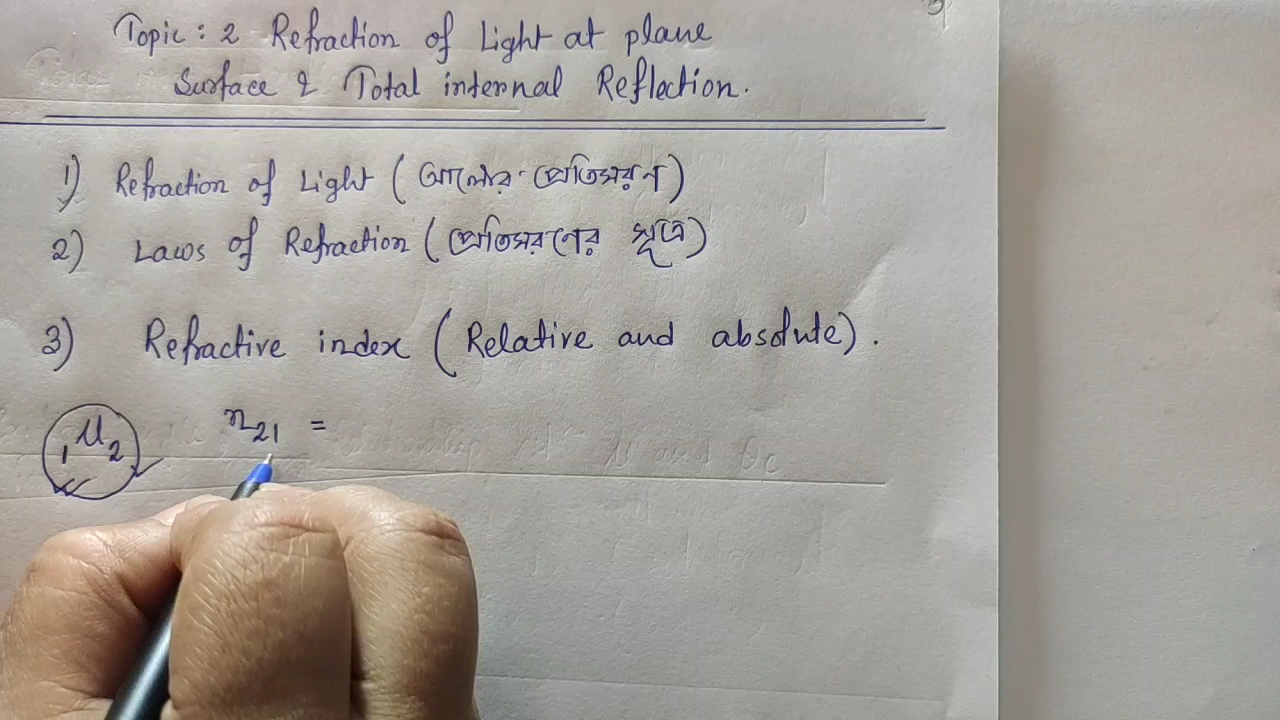 Topic : 2 Refraction of Light at plane
Surface & Total internal Reflection.
1) Refraction of Light (আলোর প্রতিসরণ)
2) Laws of Refraction (প্রতিসরণের সূত্র)
3) Refractive index (Relative and absolute).
₁μ₂ n₂₁ =